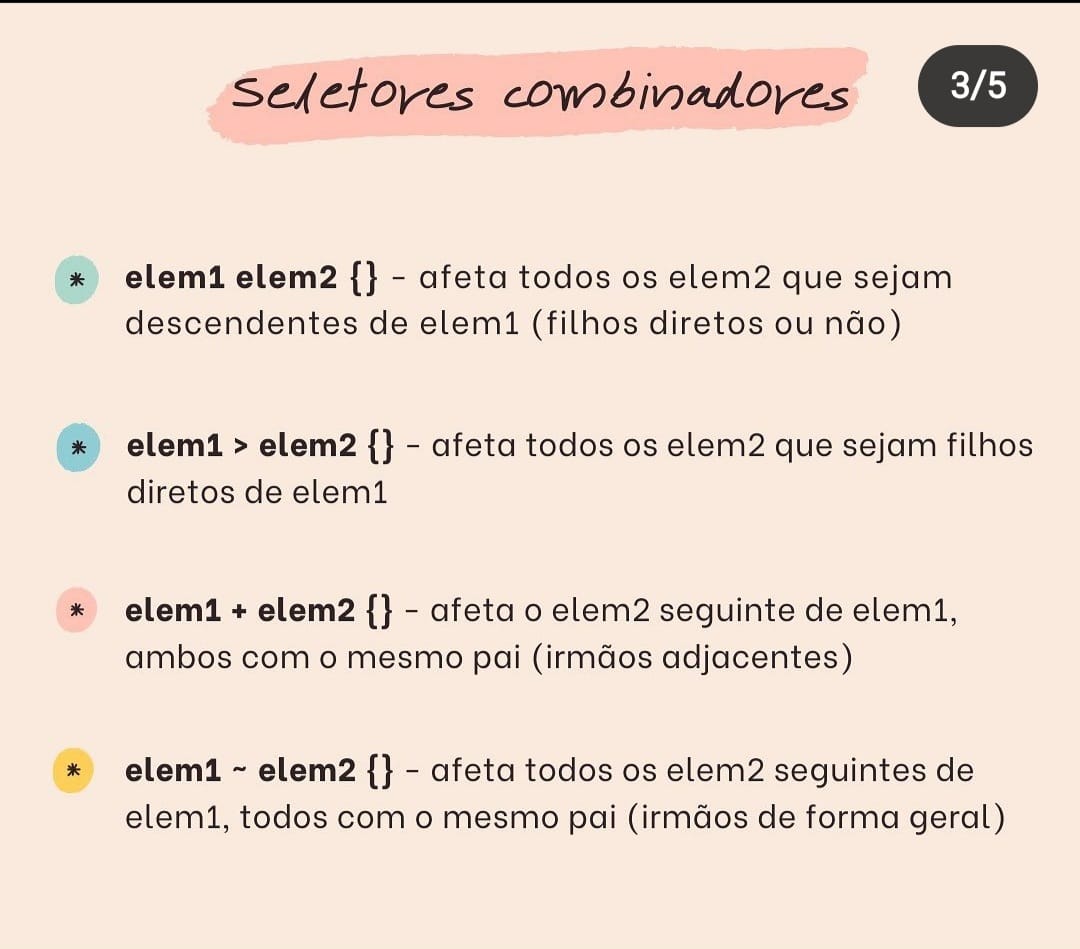 seletores combinadores
3/5
* elem1 elem2 {} - afeta todos os elem2 que sejam
descendentes de elem1 (filhos diretos ou não)
* elem1 > elem2 {} - afeta todos os elem2 que sejam filhos
diretos de elem1
* elem1 + elem2 {} - afeta o elem2 seguinte de elem1,
ambos com o mesmo pai (irmãos adjacentes)
* elem1 ~ elem2 {} - afeta todos os elem2 seguintes de
elem1, todos com o mesmo pai (irmãos de forma geral)